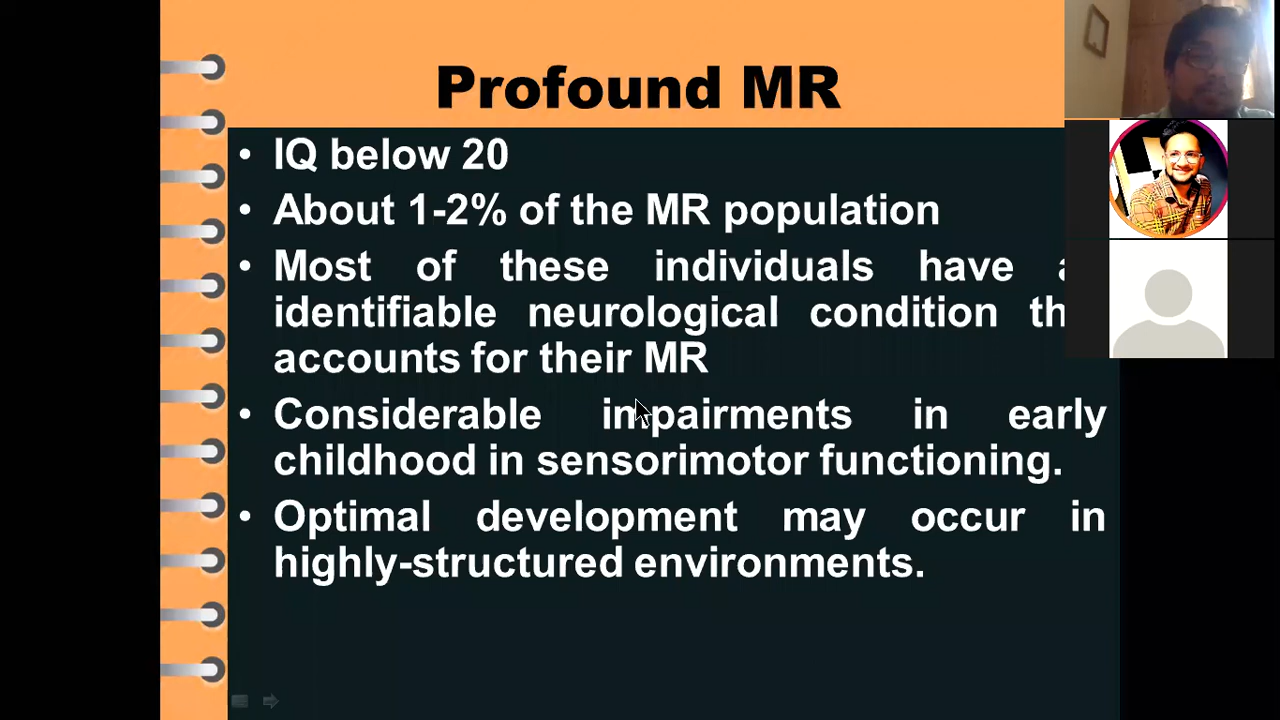 Profound MR
• IQ below 20
• About 1-2% of the MR population
• Most of these individuals have
identifiable neurological condition
accounts for their MR
• Considerable impairments in early
childhood in sensorimotor functioning.
• Optimal development may occur in
highly-structured environments.